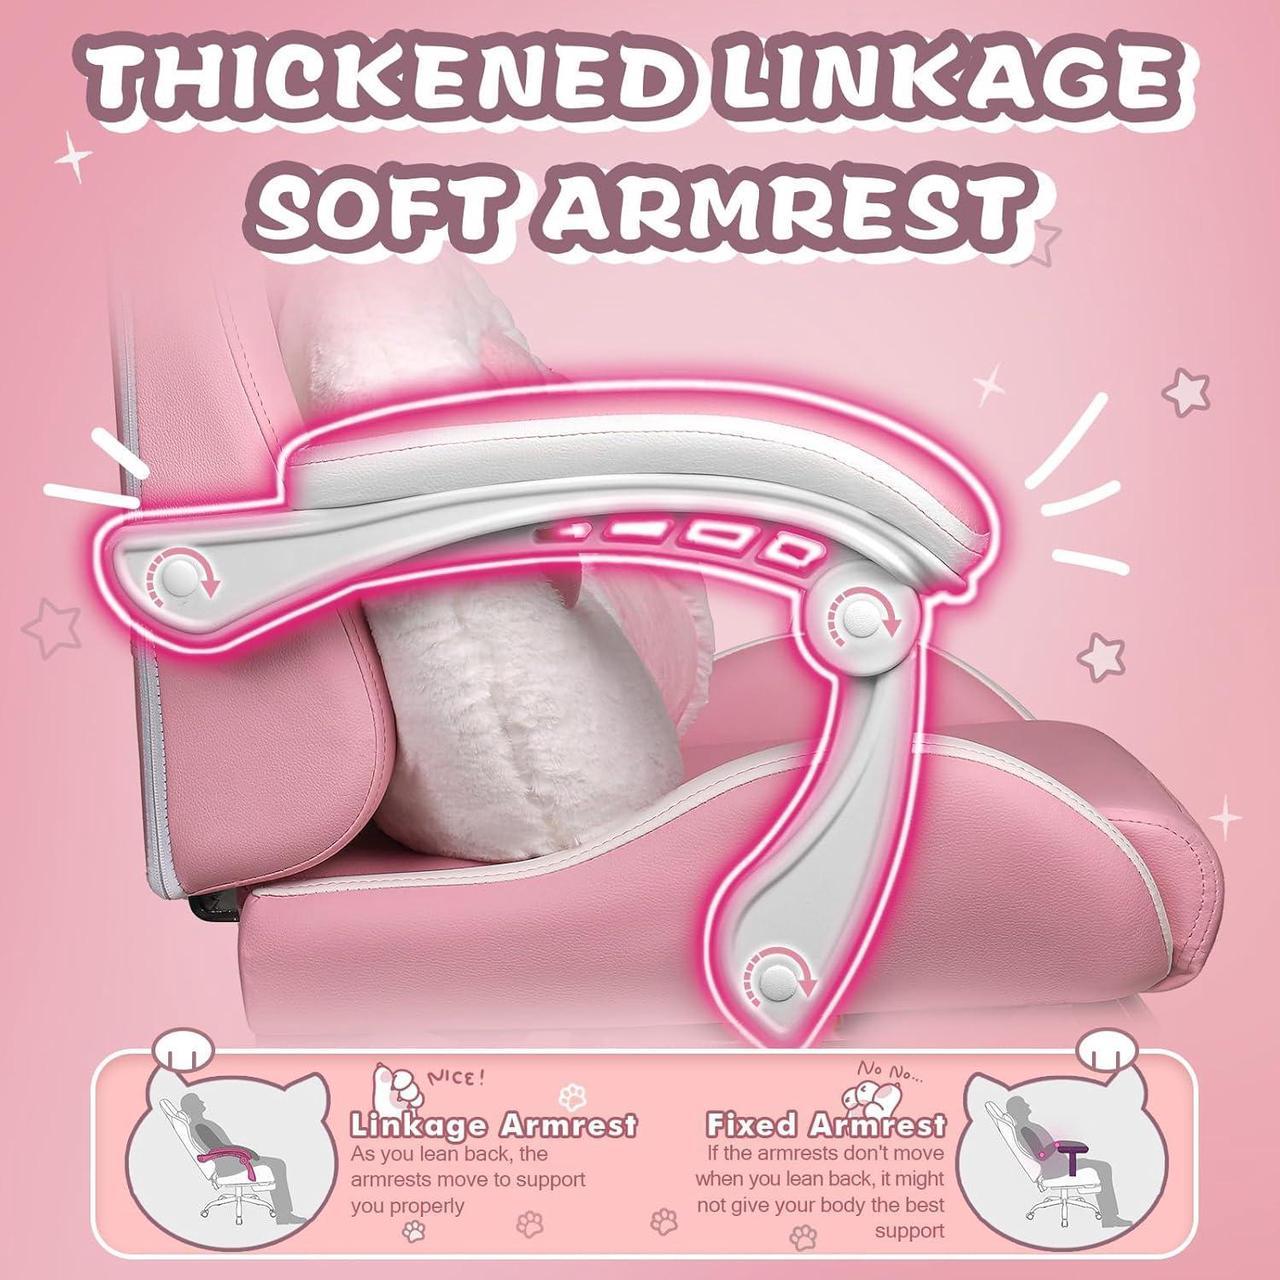 THICKENED LINKAGE
SOFT ARMREST
NICE!
Linkage Armrest
As you lean back, the
armrests move to support
you properly
No No...
Fixed Armrest
If the armrests don't move
when you lean back, it might
not give your body the best
support